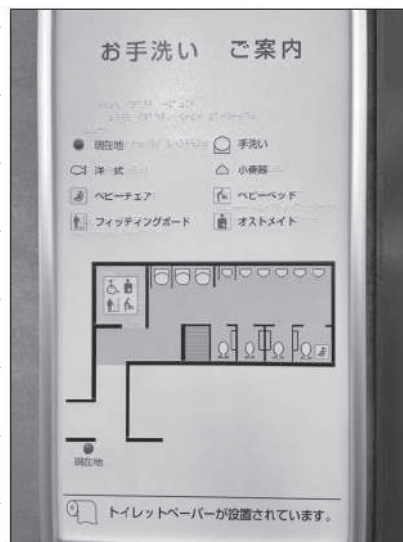 お手洗い ご案内
現在地 手洗い
洋式 小便器
ベビーチェア ベビーベッド
フィッティングボード オストメイト
現在地
トイレットペーパーが設置されています。